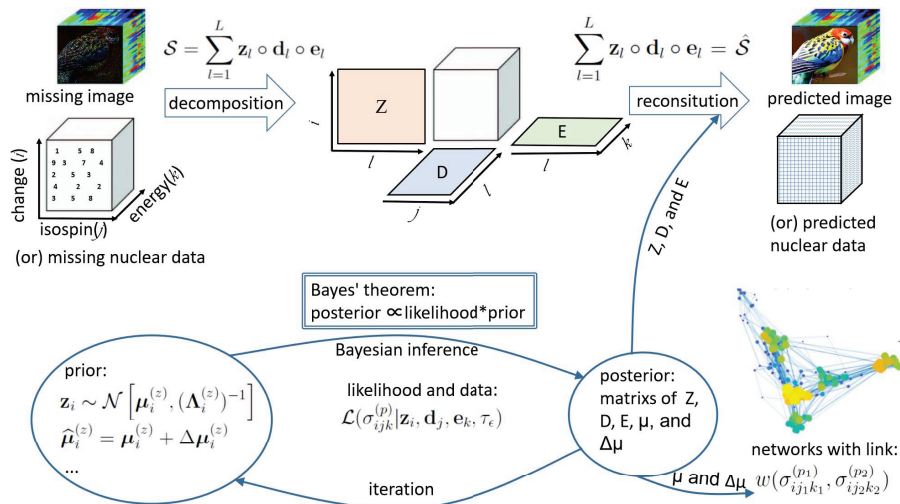 missing image
𝒮 = ∑_{l=1}^{L} z_l ∘ d_l ∘ e_l
decomposition
∑_{l=1}^{L} z_l ∘ d_l ∘ e_l = 𝒮̂
reconsitution
predicted image
Z
i
l
D
j
l
E
l
k
change (i)
1 5 8
9 3 7 4
2 5 3
4 2 2
3 5 8
isospin(j)
energy(k)
(or) missing nuclear data
(or) predicted
nuclear data
Z, D, and E
Bayes' theorem:
posterior ∝likelihood*prior
Bayesian inference
prior:
z_i ∼ 𝒩 [μ_i^{(z)}, (Λ_i^{(z)})^{-1}]
μ̂_i^{(z)} = μ_i^{(z)} + Δμ_i^{(z)}
...
likelihood and data:
ℒ(σ_{ijk}^{(p)}|z_i, d_j, e_k, τ_ϵ)
iteration
posterior:
matrixs of Z,
D, E, μ, and
Δμ
networks with link:
μ and Δμ
w(σ_{ij_1k_1}^{(p_1)}, σ_{ij_2k_2}^{(p_2)})